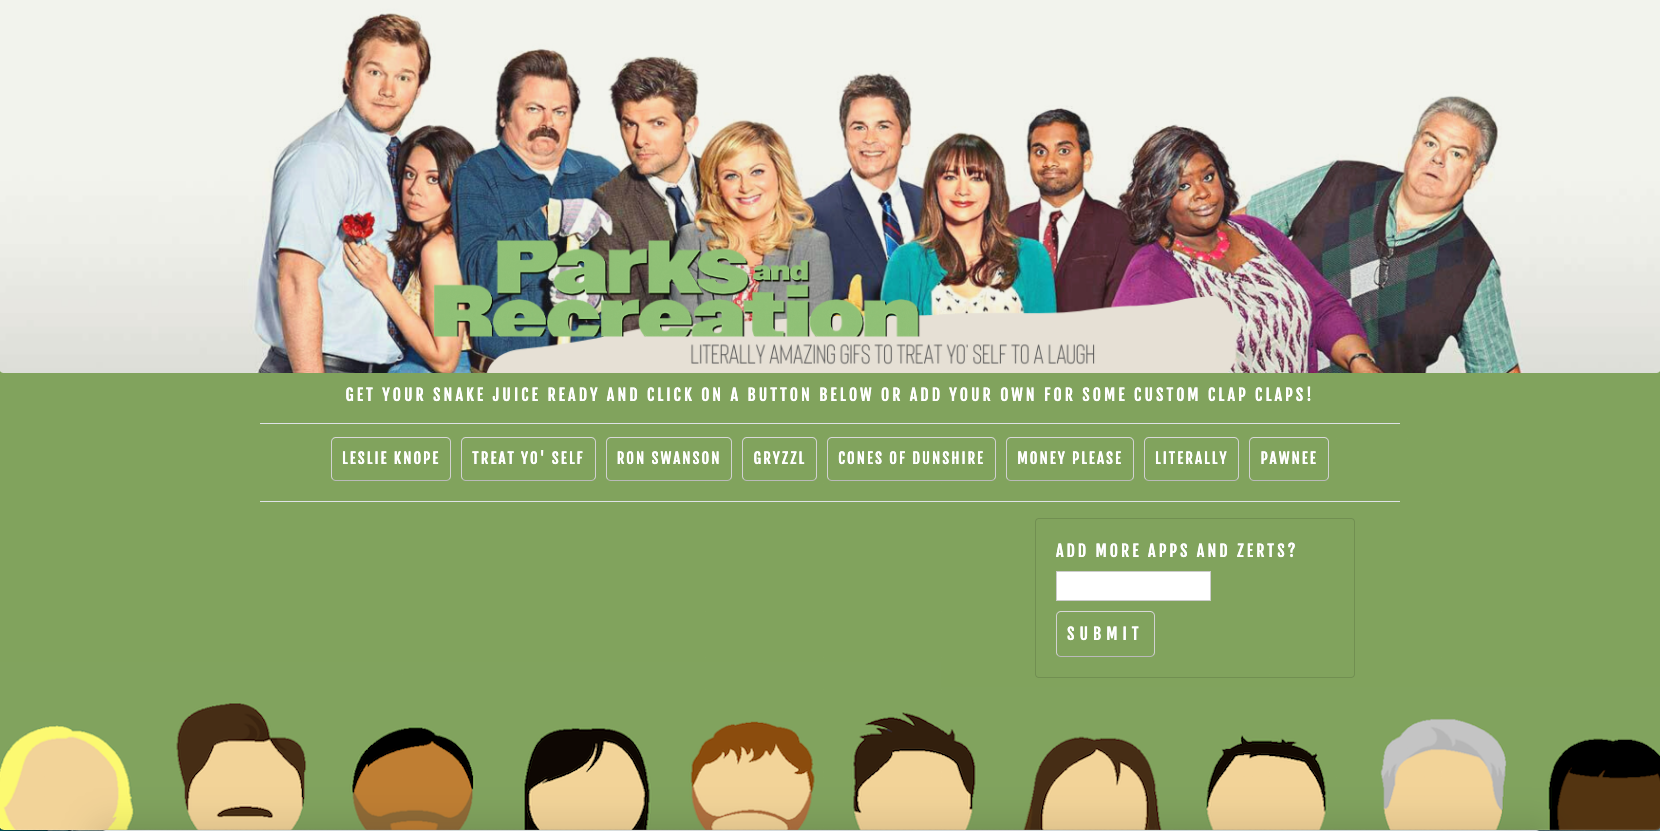 Parks and
Recreation
LITERALLY AMAZING GIFS TO TREAT YO' SELF TO A LAUGH
GET YOUR SNAKE JUICE READY AND CLICK ON A BUTTON BELOW OR ADD YOUR OWN FOR SOME CUSTOM CLAP CLAPS!
LESLIE KNOPE TREAT YO' SELF RON SWANSON GRYZZL CONES OF DUNSHIRE MONEY PLEASE LITERALLY PAWNEE
ADD MORE APPS AND ZERTS?
SUBMIT